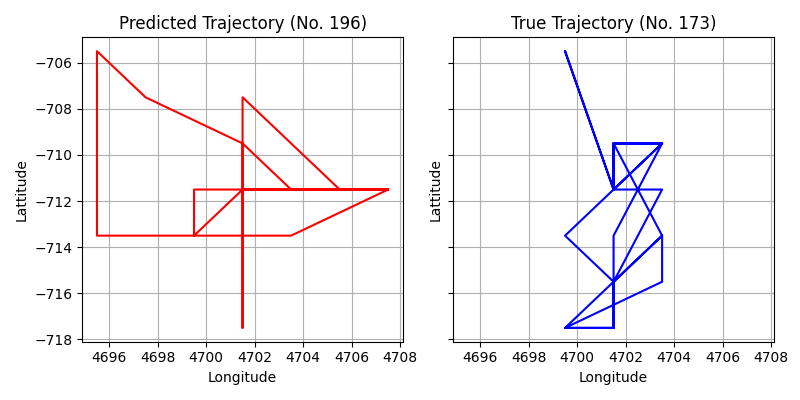 Predicted Trajectory (No. 196)
True Trajectory (No. 173)
Lattitude
−706
−708
−710
−712
−714
−716
−718
4696 4698 4700 4702 4704 4706 4708
Longitude
Lattitude
4696 4698 4700 4702 4704 4706 4708
Longitude